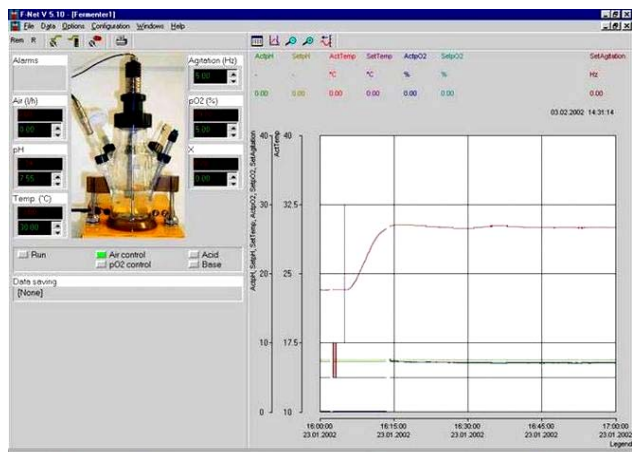 F-Net V 5.10 - [Fermenter1]
File Data Options Configuration Windows Help
Rem R
Alarms
Agitation (Hz)
5.00
Air (l/h)
0.00
pO2 (%)
5.00
pH
7.55
X
0.00
Temp. (°C)
30.00
Run Air control Acid
pO2 control Base
Data saving
[None]
ActpH SetpH ActTemp SetTemp ActpO2 SetpO2 SetAgitation
- - °C °C % % Hz
0.00 0.00 0.00 0.00 0.00 0.00 0.00
03.02.2002 14:31:14
ActpH, SetpH, SetTemp, ActpO2, SetpO2, SetAgitation
ActTemp
40 40
30 32.5
20 25
10 17.5
0 10
16:00:00 16:15:00 16:30:00 16:45:00 17:00:00
23.01.2002 23.01.2002 23.01.2002 23.01.2002 23.01.2002
Legend